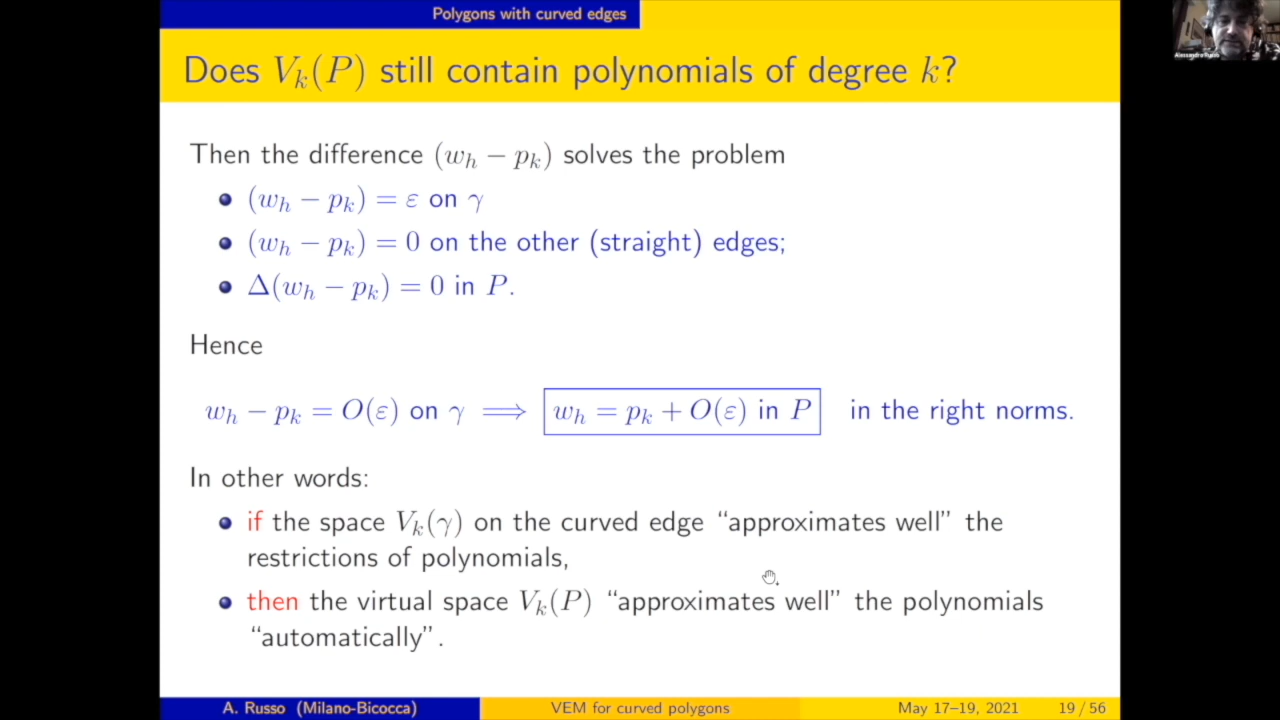 Polygons with curved edges
Does V_k(P) still contain polynomials of degree k?
Alessandro Russo
Then the difference (w_h − p_k) solves the problem
(w_h − p_k) = ε on γ
(w_h − p_k) = 0 on the other (straight) edges;
Δ(w_h − p_k) = 0 in P.
Hence
w_h − p_k = O(ε) on γ ⟹ w_h = p_k + O(ε) in P in the right norms.
In other words:
if the space V_k(γ) on the curved edge “approximates well” the
restrictions of polynomials,
then the virtual space V_k(P) “approximates well” the polynomials
“automatically”.
A. Russo (Milano-Bicocca) VEM for curved polygons May 17–19, 2021 19 / 56